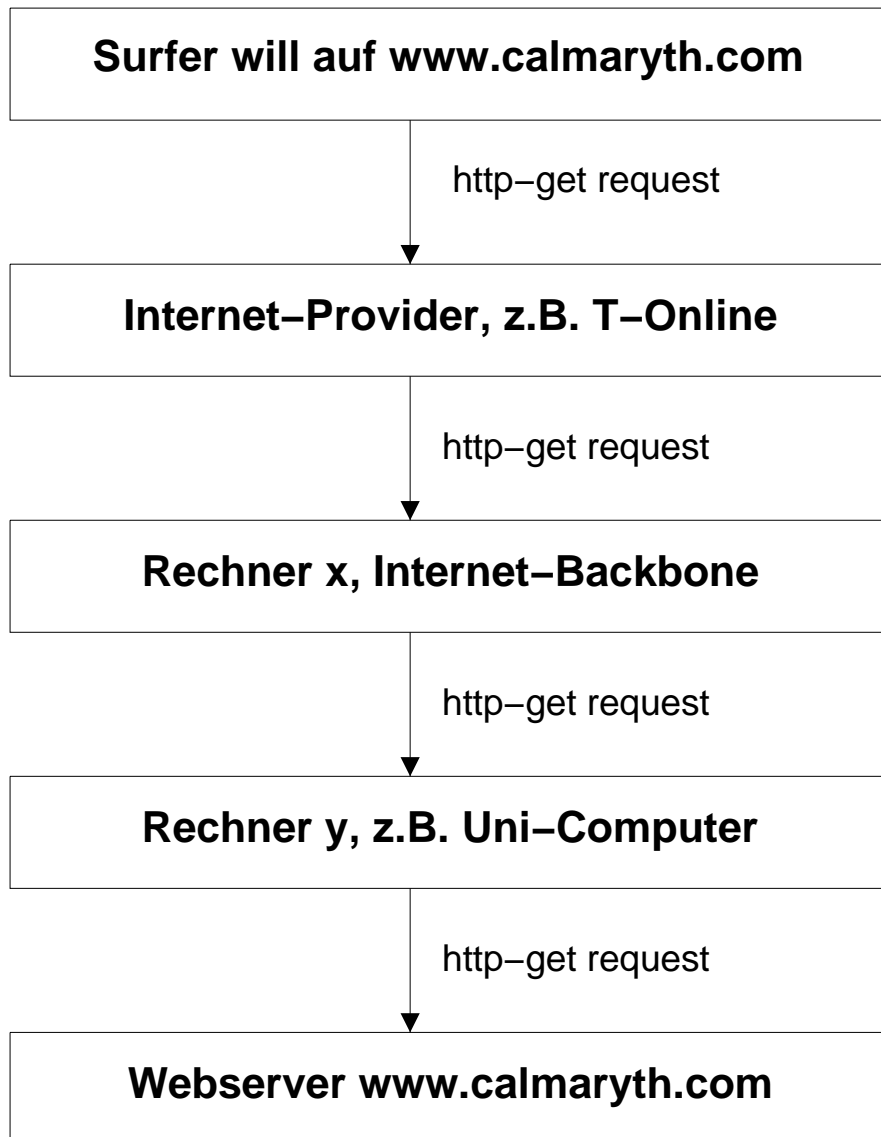 Surfer will auf www.calmaryth.com
http–get request
Internet–Provider, z.B. T–Online
http–get request
Rechner x, Internet–Backbone
http–get request
Rechner y, z.B. Uni–Computer
http–get request
Webserver www.calmaryth.com